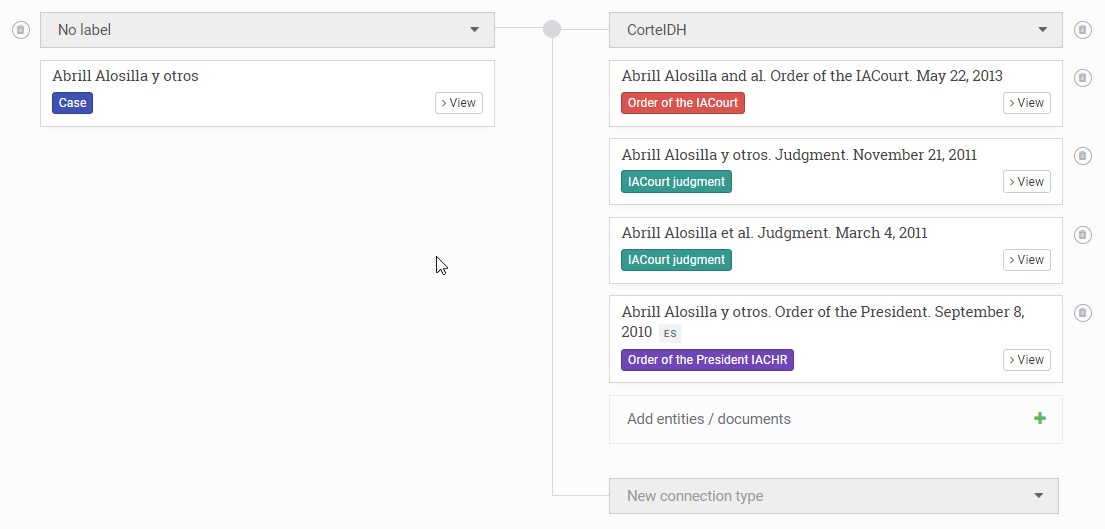 No label
Abrill Alosilla y otros
Case
View
CorteIDH
Abrill Alosilla and al. Order of the IACourt. May 22, 2013
Order of the IACourt
View
Abrill Alosilla y otros. Judgment. November 21, 2011
IACourt judgment
View
Abrill Alosilla et al. Judgment. March 4, 2011
IACourt judgment
View
Abrill Alosilla y otros. Order of the President. September 8,
2010 ES
Order of the President IACHR
View
Add entities / documents
New connection type